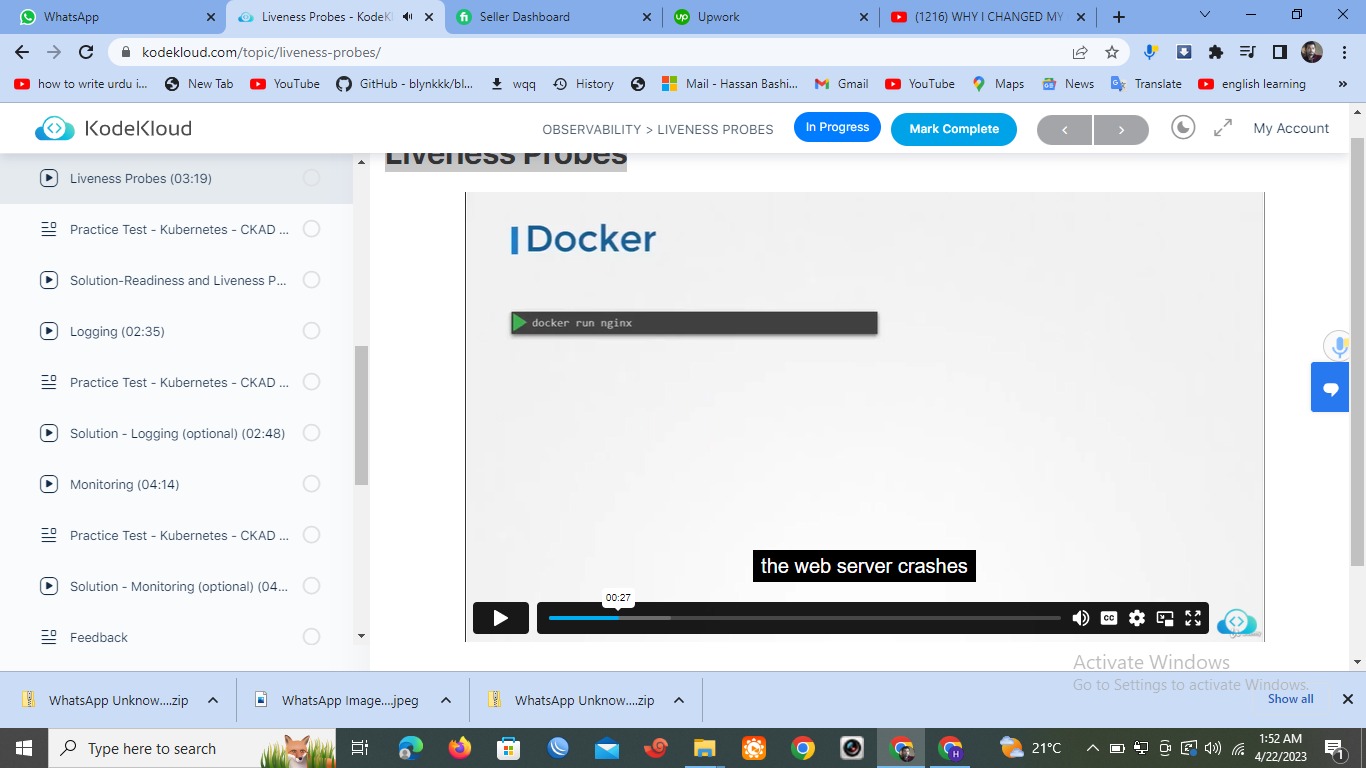 WhatsApp
Liveness Probes - KodeKl
Seller Dashboard
Upwork
(1216) WHY I CHANGED MY
kodekloud.com/topic/liveness-probes/
how to write urdu i...
New Tab
YouTube
GitHub - blynkkk/bl...
wqq
History
Mail - Hassan Bashi...
Gmail
YouTube
Maps
News
Translate
english learning
»
KodeKloud
OBSERVABILITY > LIVENESS PROBES
In Progress
Mark Complete
My Account
Liveness Probes
Liveness Probes (03:19)
Practice Test - Kubernetes - CKAD ...
Solution-Readiness and Liveness P...
Logging (02:35)
Practice Test - Kubernetes - CKAD ...
Solution - Logging (optional) (02:48)
Monitoring (04:14)
Practice Test - Kubernetes - CKAD ...
Solution - Monitoring (optional) (04...
Feedback
Docker
docker run nginx
the web server crashes
00:27
CC
Activate Windows
Go to Settings to activate Windows.
WhatsApp Unknow....zip
WhatsApp Image....jpeg
WhatsApp Unknow....zip
Show all
Type here to search
21°C
1:52 AM
4/22/2023
1